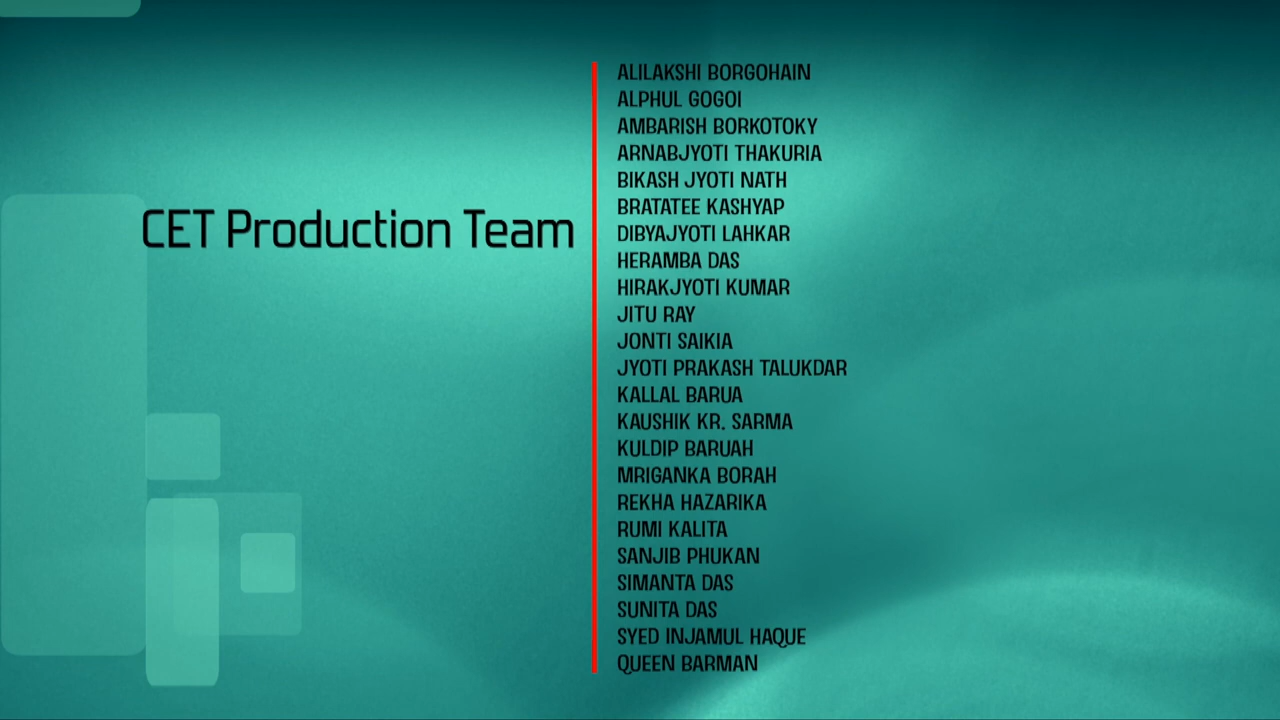 CET Production Team
ALILAKSHI BORGOHAIN
ALPHUL GOGOI
AMBARISH BORKOTOKY
ARNABJYOTI THAKURIA
BIKASH JYOTI NATH
BRATATEE KASHYAP
DIBYAJYOTI LAHKAR
HERAMBA DAS
HIRAKJYOTI KUMAR
JITU RAY
JONTI SAIKIA
JYOTI PRAKASH TALUKDAR
KALLAL BARUA
KAUSHIK KR. SARMA
KULDIP BARUAH
MRIGANKA BORAH
REKHA HAZARIKA
RUMI KALITA
SANJIB PHUKAN
SIMANTA DAS
SUNITA DAS
SYED INJAMUL HAQUE
QUEEN BARMAN